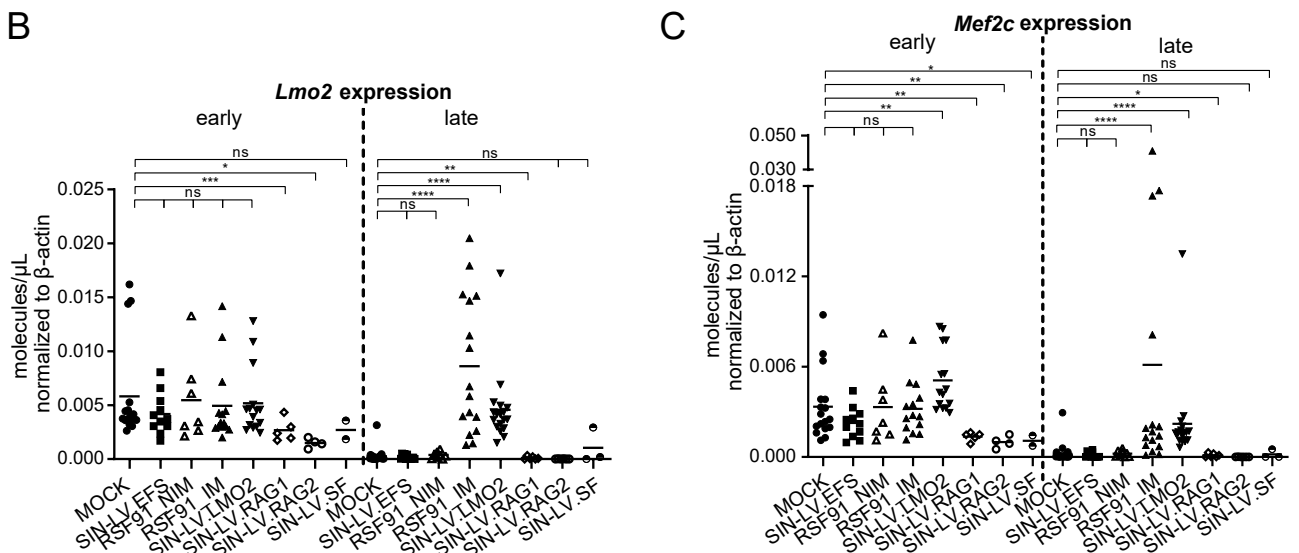 B
Lmo2 expression
early
late
ns
*
***
ns
ns
**
****
****
ns
molecules/µL
normalized to β-actin
0.025
0.020
0.015
0.010
0.005
0.000
MOCK
SIN-LV.EFS
RSF91 NIM
RSF91 IM
SIN-LV.LMO2
SIN-LV.RAG1
SIN-LV.RAG2
SIN-LV.SF
MOCK
SIN-LV.EFS
RSF91 NIM
RSF91 IM
SIN-LV.LMO2
SIN-LV.RAG1
SIN-LV.RAG2
SIN-LV.SF
C
Mef2c expression
early
late
*
**
**
**
ns
ns
ns
*
****
****
ns
molecules/µL
normalized to β-actin
0.050
0.030
0.018
0.012
0.006
0.000
MOCK
SIN-LV.EFS
RSF91 NIM
RSF91 IM
SIN-LV.LMO2
SIN-LV.RAG1
SIN-LV.RAG2
SIN-LV.SF
MOCK
SIN-LV.EFS
RSF91 NIM
RSF91 IM
SIN-LV.LMO2
SIN-LV.RAG1
SIN-LV.RAG2
SIN-LV.SF